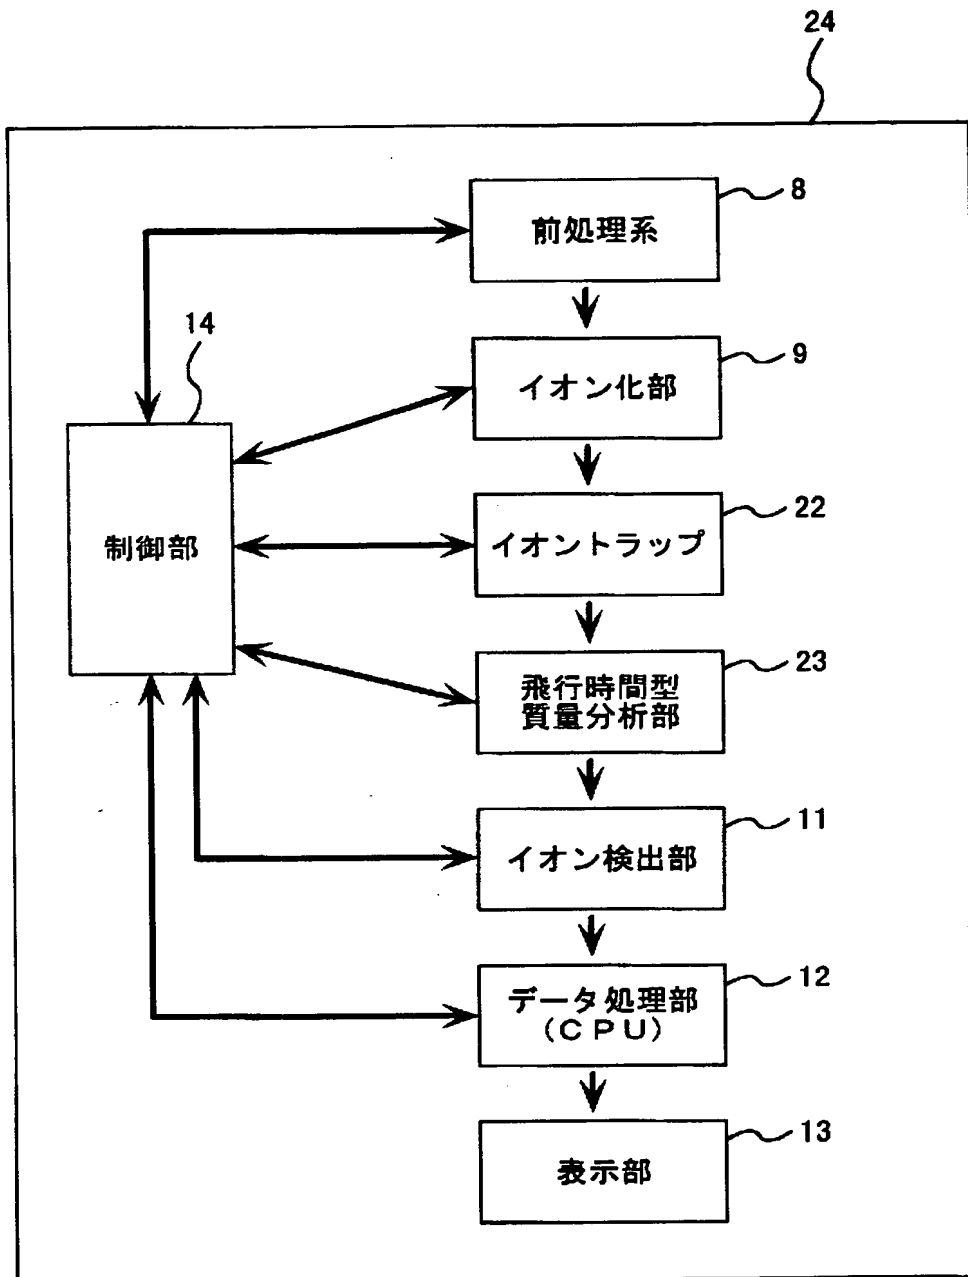 24
前処理系
8
14
イオン化部
9
制御部
イオントラップ
22
飛行時間型
質量分析部
23
イオン検出部
11
データ処理部
(CPU)
12
表示部
13